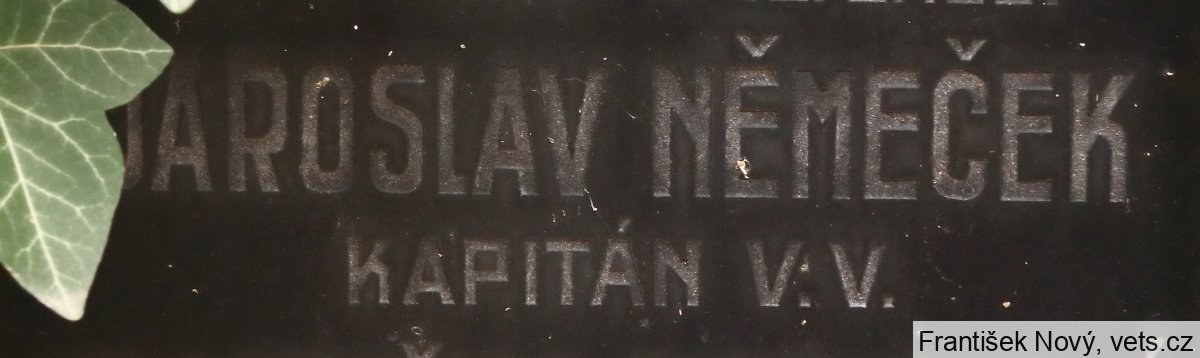 JAROSLAV NĚMEČEK
KAPITÁN V.V.
František Nový, vets.cz